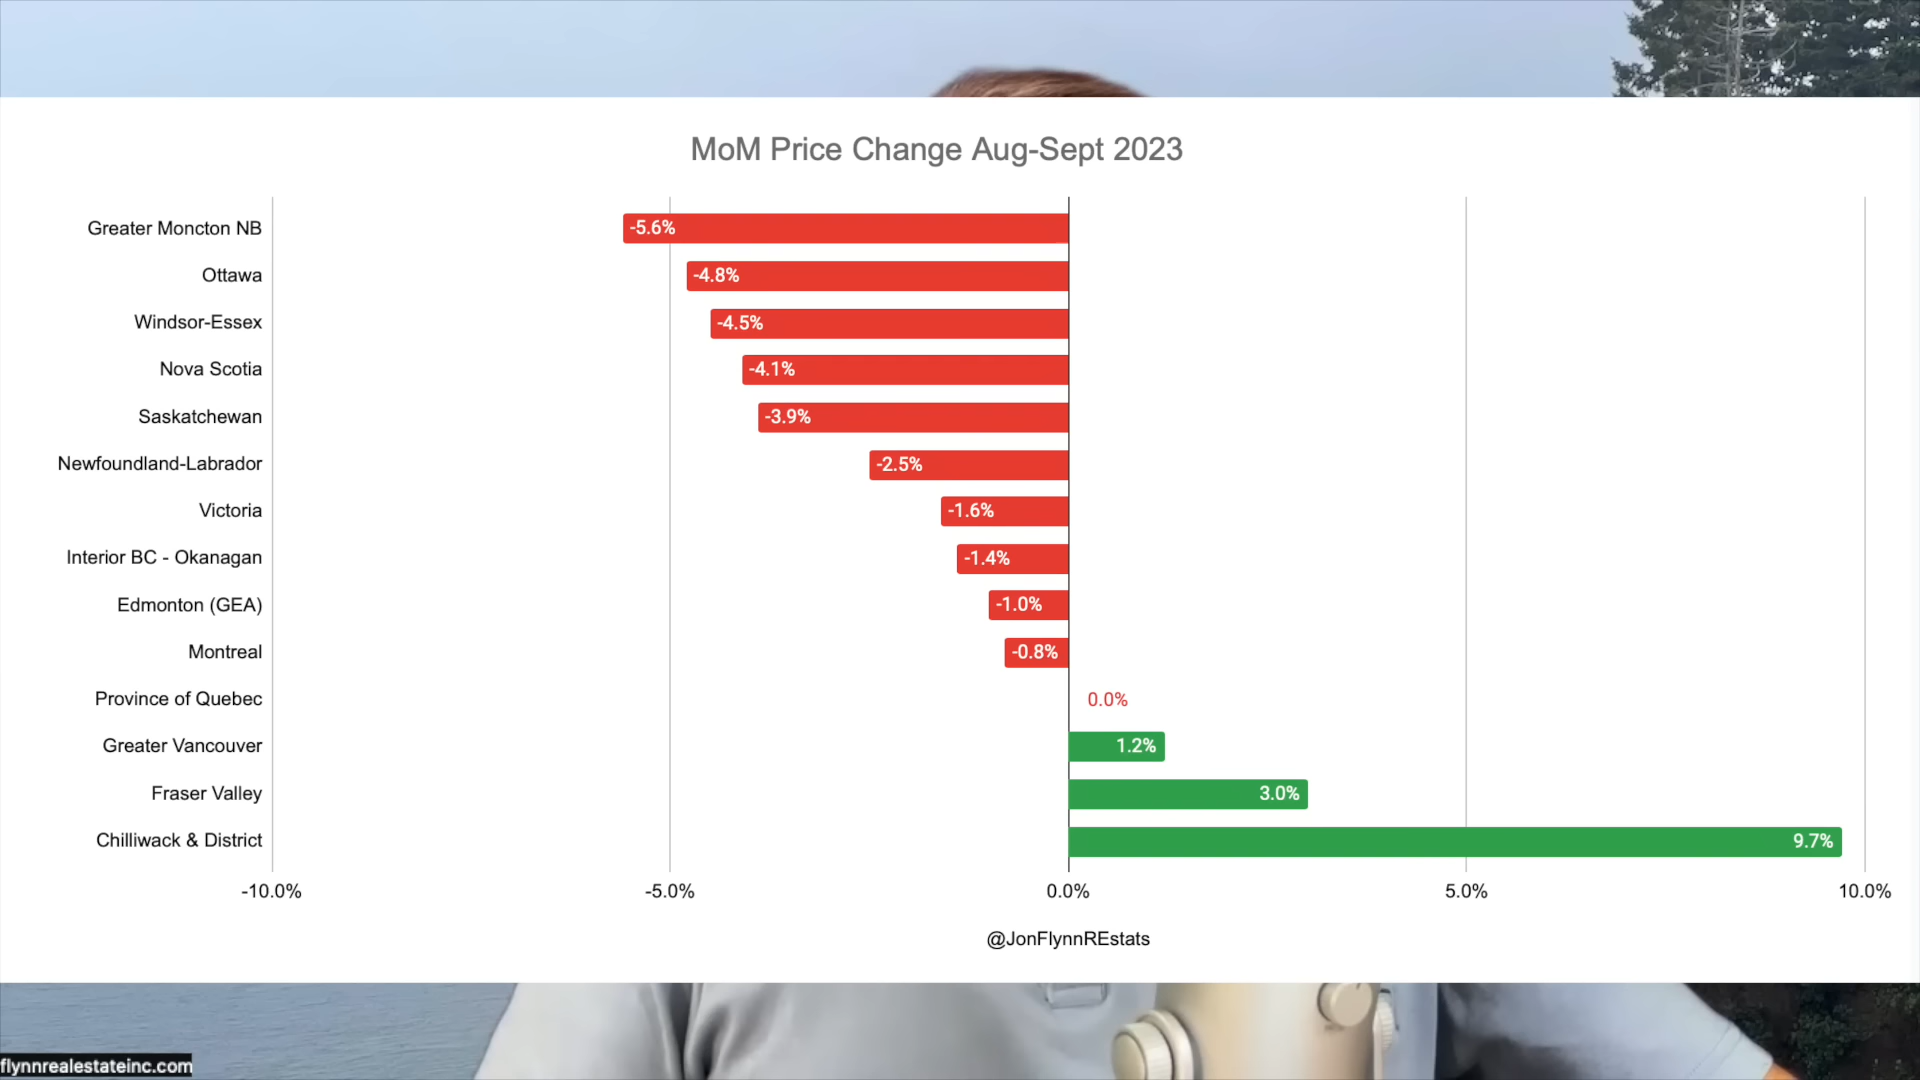 MoM Price Change Aug-Sept 2023
Greater Moncton NB -5.6%
Ottawa -4.8%
Windsor-Essex -4.5%
Nova Scotia -4.1%
Saskatchewan -3.9%
Newfoundland-Labrador -2.5%
Victoria -1.6%
Interior BC - Okanagan -1.4%
Edmonton (GEA) -1.0%
Montreal -0.8%
Province of Quebec 0.0%
Greater Vancouver 1.2%
Fraser Valley 3.0%
Chilliwack & District 9.7%
-10.0% -5.0% 0.0% 5.0% 10.0%
@JonFlynnREstats
flynnrealestateinc.com